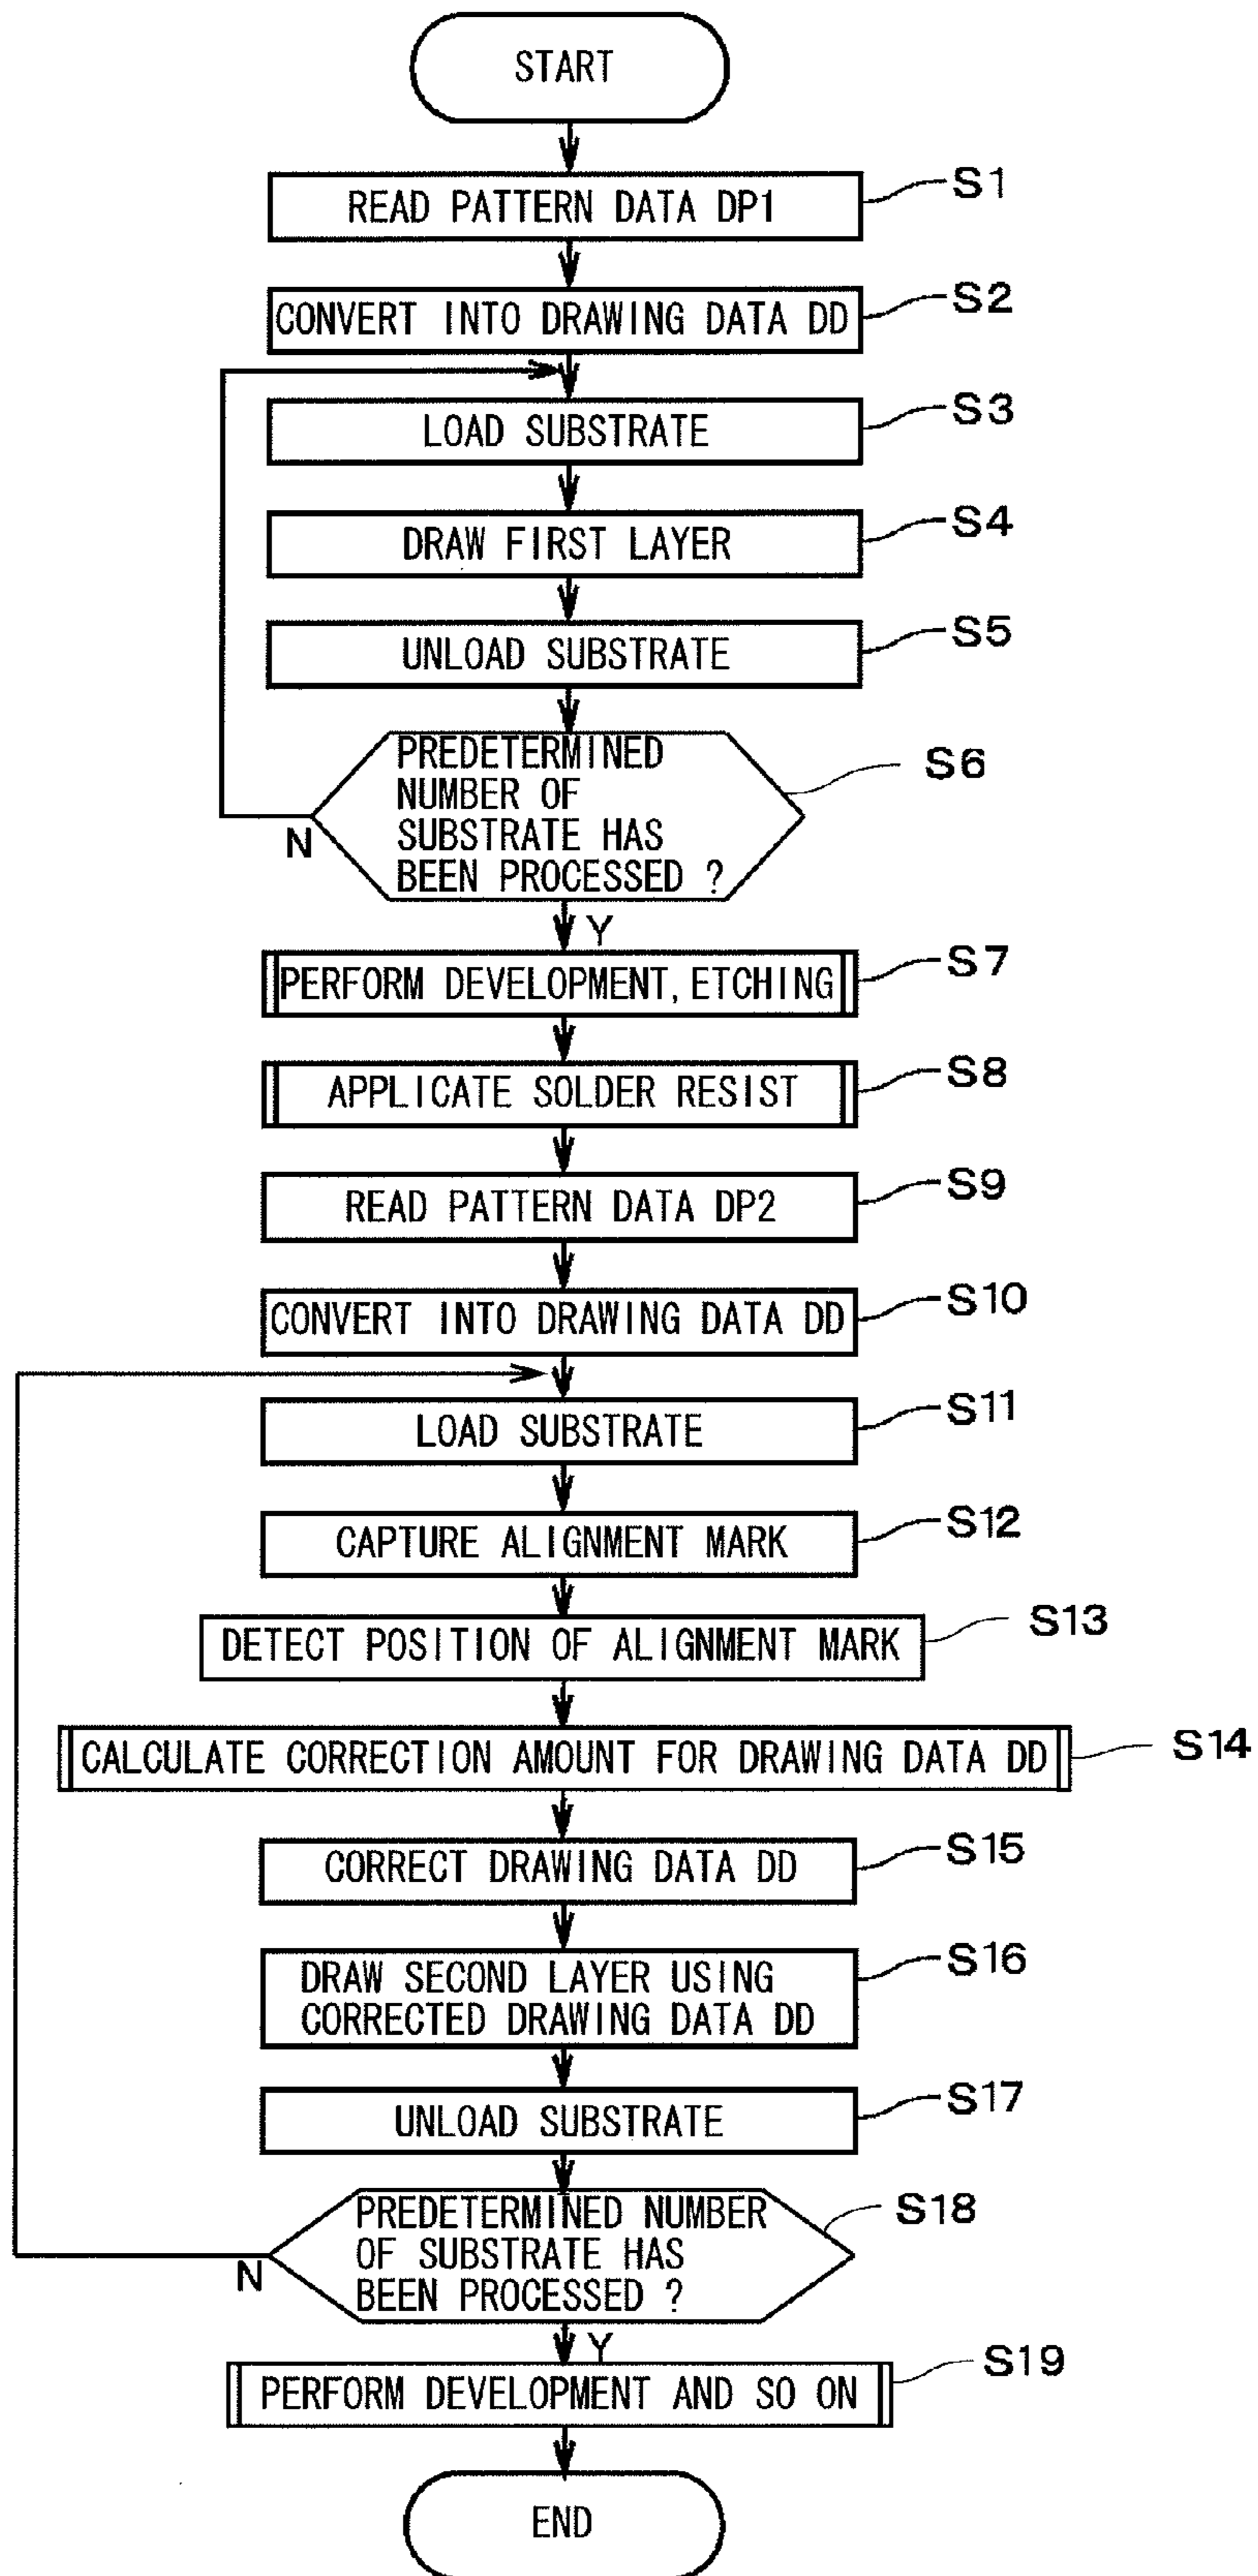 START
READ PATTERN DATA DP1
S1
CONVERT INTO DRAWING DATA DD
S2
LOAD SUBSTRATE
S3
DRAW FIRST LAYER
S4
UNLOAD SUBSTRATE
S5
PREDETERMINED
NUMBER OF
SUBSTRATE HAS
BEEN PROCESSED ?
S6
N
Y
PERFORM DEVELOPMENT, ETCHING
S7
APPLICATE SOLDER RESIST
S8
READ PATTERN DATA DP2
S9
CONVERT INTO DRAWING DATA DD
S10
LOAD SUBSTRATE
S11
CAPTURE ALIGNMENT MARK
S12
DETECT POSITION OF ALIGNMENT MARK
S13
CALCULATE CORRECTION AMOUNT FOR DRAWING DATA DD
S14
CORRECT DRAWING DATA DD
S15
DRAW SECOND LAYER USING
CORRECTED DRAWING DATA DD
S16
UNLOAD SUBSTRATE
S17
PREDETERMINED NUMBER
OF SUBSTRATE HAS
BEEN PROCESSED ?
S18
N
Y
PERFORM DEVELOPMENT AND SO ON
S19
END